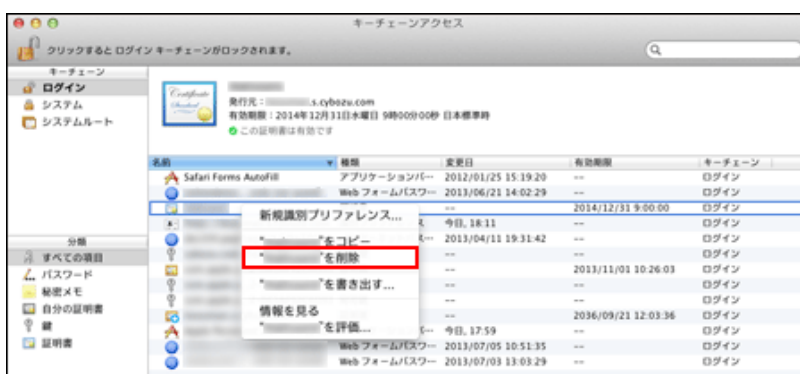 キーチェーンアクセス
クリックすると ログイン キーチェーンがロックされます。
キーチェーン
ログイン
システム
システムルート
Certificate
Standard
発行元：.s.cybozu.com
有効期限：2014年12月31日水曜日 9時00分00秒 日本標準時
この証明書は有効です
名前 種類 変更日 有効期限 キーチェーン
Safari Forms AutoFill アプリケーションパ… 2012/01/25 15:19:20 -- ログイン
Web フォームパスワ… 2013/06/21 14:02:29 -- ログイン
-- 2014/12/31 9:00:00 ログイン
今日, 18:11 -- ログイン
2013/04/11 19:31:42 -- ログイン
-- -- ログイン
-- 2013/11/01 10:26:03 ログイン
-- -- ログイン
-- -- ログイン
-- 2036/09/21 12:03:36 ログイン
今日, 17:59 -- ログイン
Web フォームパスワ… 2013/07/05 10:51:35 -- ログイン
Web フォームパスワ… 2013/07/03 13:03:29 -- ログイン
新規識別プリファレンス...
“ ”をコピー
“ ”を削除
“ ”を書き出す...
情報を見る
“ ”を評価...
分類
すべての項目
パスワード
秘密メモ
自分の証明書
鍵
証明書